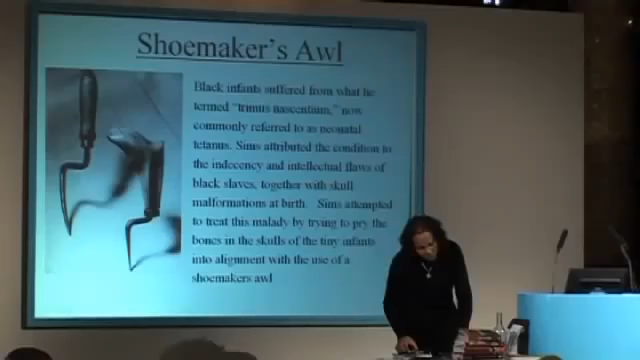 Shoemaker's Awl
Black infants suffered from what he
termed "trimus nascentium," now
commonly referred to as neonatal
tetanus. Sims attributed the condition to
the indecency and intellectual flaws of
black slaves, together with skull
malformations at birth. Sims attempted
to treat this malady by trying to pry the
bones in the skulls of the tiny infants
into alignment with the use of a
shoemakers awl